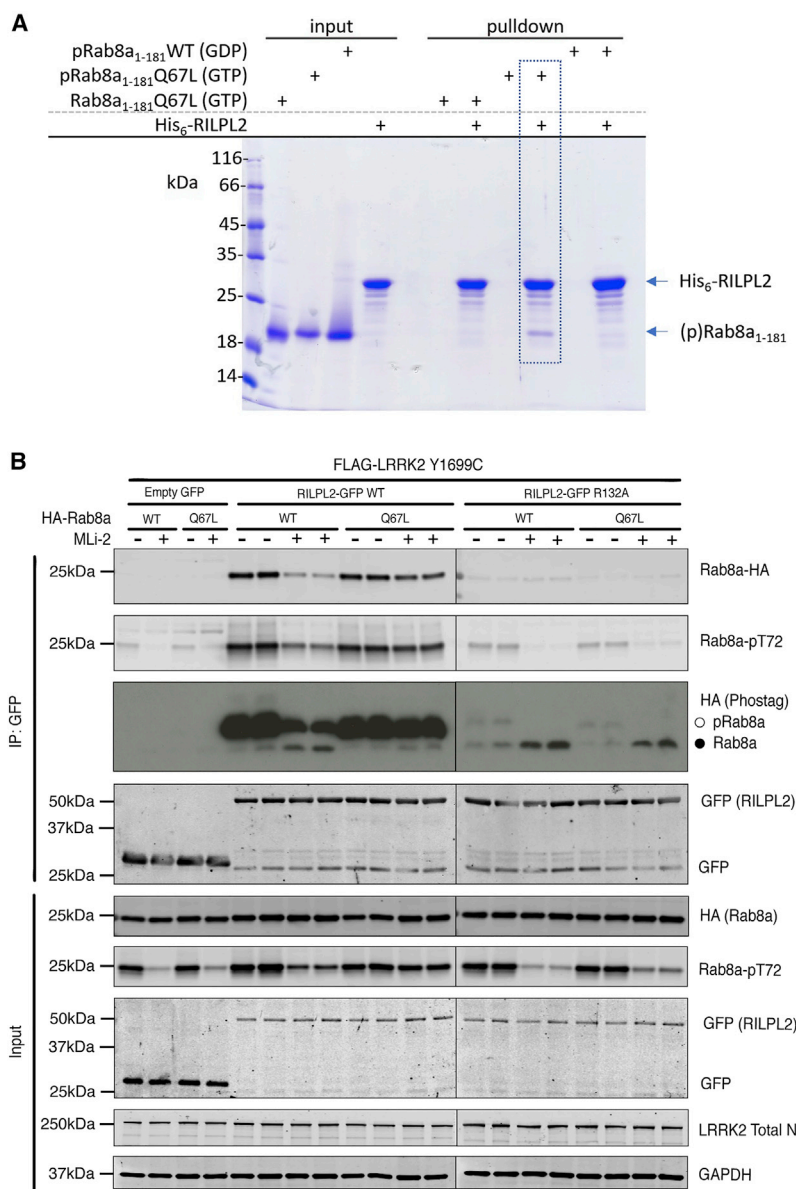 A
input pulldown
pRab8a1-181WT (GDP) + + +
pRab8a1-181Q67L (GTP) + + +
Rab8a1-181Q67L (GTP) + + +
His6-RILPL2 + + + +
116-
kDa
66-
45-
35-
25-
18-
14-
His6-RILPL2
(p)Rab8a1-181
B
FLAG-LRRK2 Y1699C
Empty GFP RILPL2-GFP WT RILPL2-GFP R132A
HA-Rab8a WT Q67L WT Q67L WT Q67L
MLi-2 - + - + - - + + - - + + - - + + - - + +
IP: GFP
25kDa Rab8a-HA
25kDa Rab8a-pT72
HA (Phostag)
pRab8a
Rab8a
50kDa GFP (RILPL2)
37kDa
25kDa GFP
Input
25kDa HA (Rab8a)
25kDa Rab8a-pT72
50kDa GFP (RILPL2)
37kDa
25kDa GFP
250kDa LRRK2 Total N
37kDa GAPDH